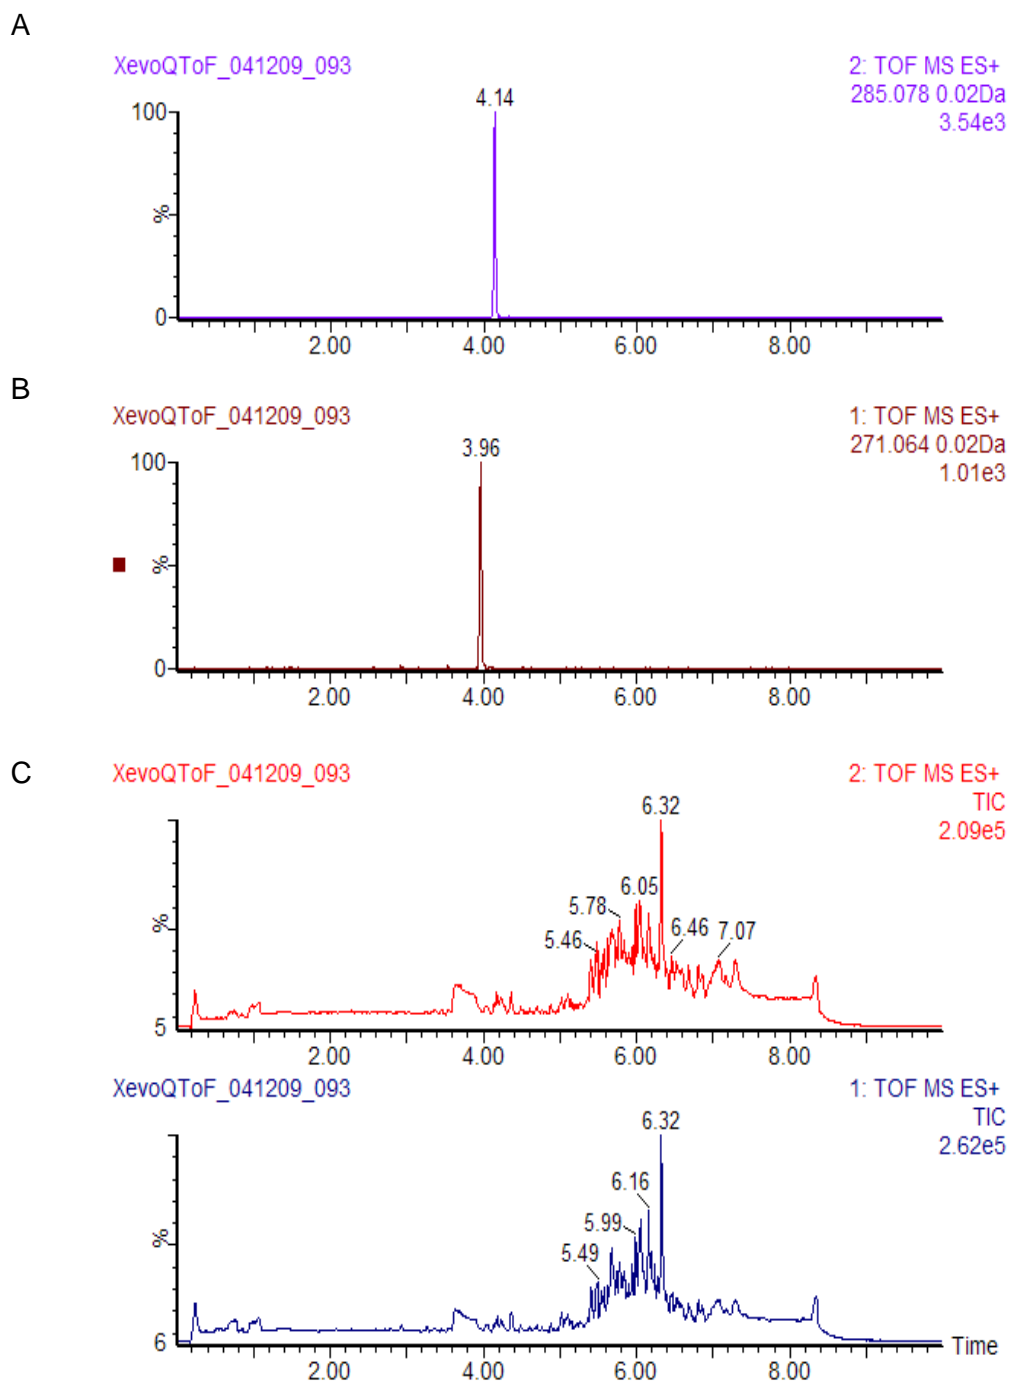 A
XevoQToF_041209_093
2: TOF MS ES+
285.078 0.02Da
3.54e3
4.14
100
%
0
2.00 4.00 6.00 8.00
B
XevoQToF_041209_093
1: TOF MS ES+
271.064 0.02Da
1.01e3
3.96
100
%
0
2.00 4.00 6.00 8.00
C
XevoQToF_041209_093
2: TOF MS ES+
TIC
2.09e5
6.32
6.05
5.78
5.46
6.46 7.07
%
5
2.00 4.00 6.00 8.00
XevoQToF_041209_093
1: TOF MS ES+
TIC
2.62e5
6.32
6.16
5.99
5.49
%
6
Time
2.00 4.00 6.00 8.00